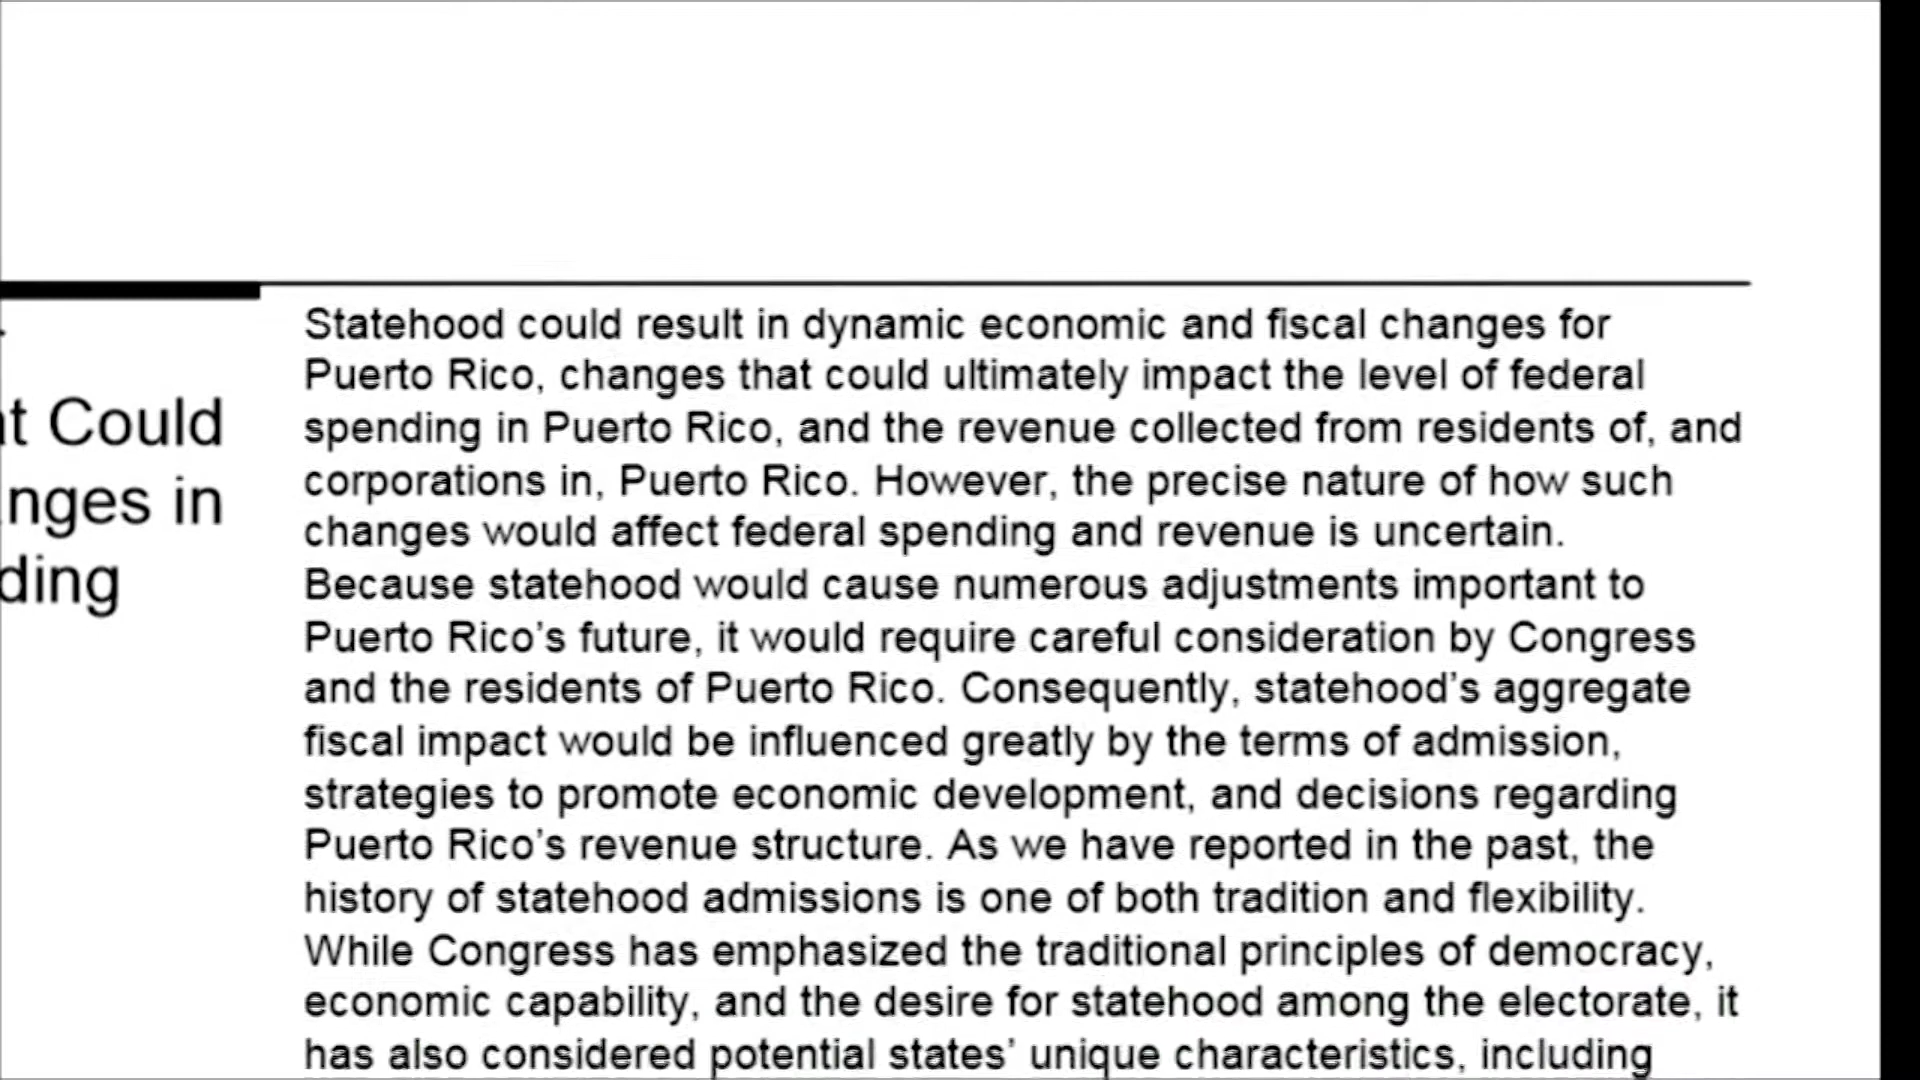 t Could
nges in
ding
Statehood could result in dynamic economic and fiscal changes for
Puerto Rico, changes that could ultimately impact the level of federal
spending in Puerto Rico, and the revenue collected from residents of, and
corporations in, Puerto Rico. However, the precise nature of how such
changes would affect federal spending and revenue is uncertain.
Because statehood would cause numerous adjustments important to
Puerto Rico’s future, it would require careful consideration by Congress
and the residents of Puerto Rico. Consequently, statehood’s aggregate
fiscal impact would be influenced greatly by the terms of admission,
strategies to promote economic development, and decisions regarding
Puerto Rico’s revenue structure. As we have reported in the past, the
history of statehood admissions is one of both tradition and flexibility.
While Congress has emphasized the traditional principles of democracy,
economic capability, and the desire for statehood among the electorate, it
has also considered potential states’ unique characteristics, including